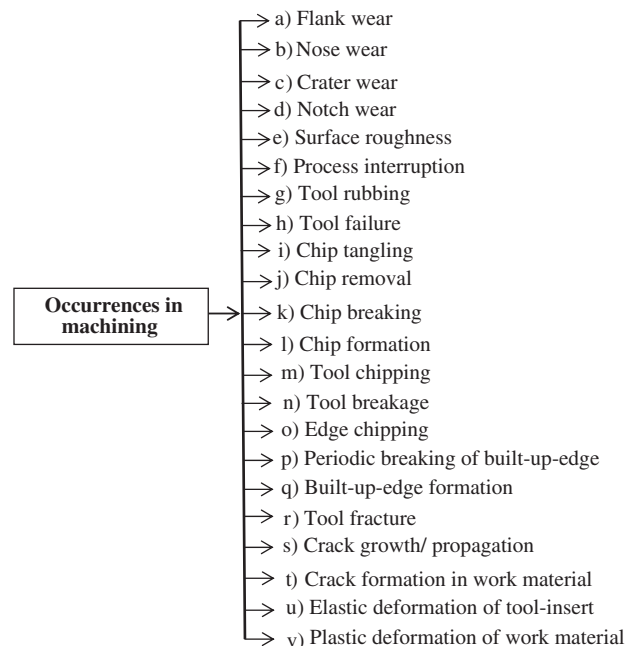 a) Flank wear
b) Nose wear
c) Crater wear
d) Notch wear
e) Surface roughness
f) Process interruption
g) Tool rubbing
h) Tool failure
i) Chip tangling
j) Chip removal
Occurrences in
machining
k) Chip breaking
l) Chip formation
m) Tool chipping
n) Tool breakage
o) Edge chipping
p) Periodic breaking of built-up-edge
q) Built-up-edge formation
r) Tool fracture
s) Crack growth/ propagation
t) Crack formation in work material
u) Elastic deformation of tool-insert
v) Plastic deformation of work material